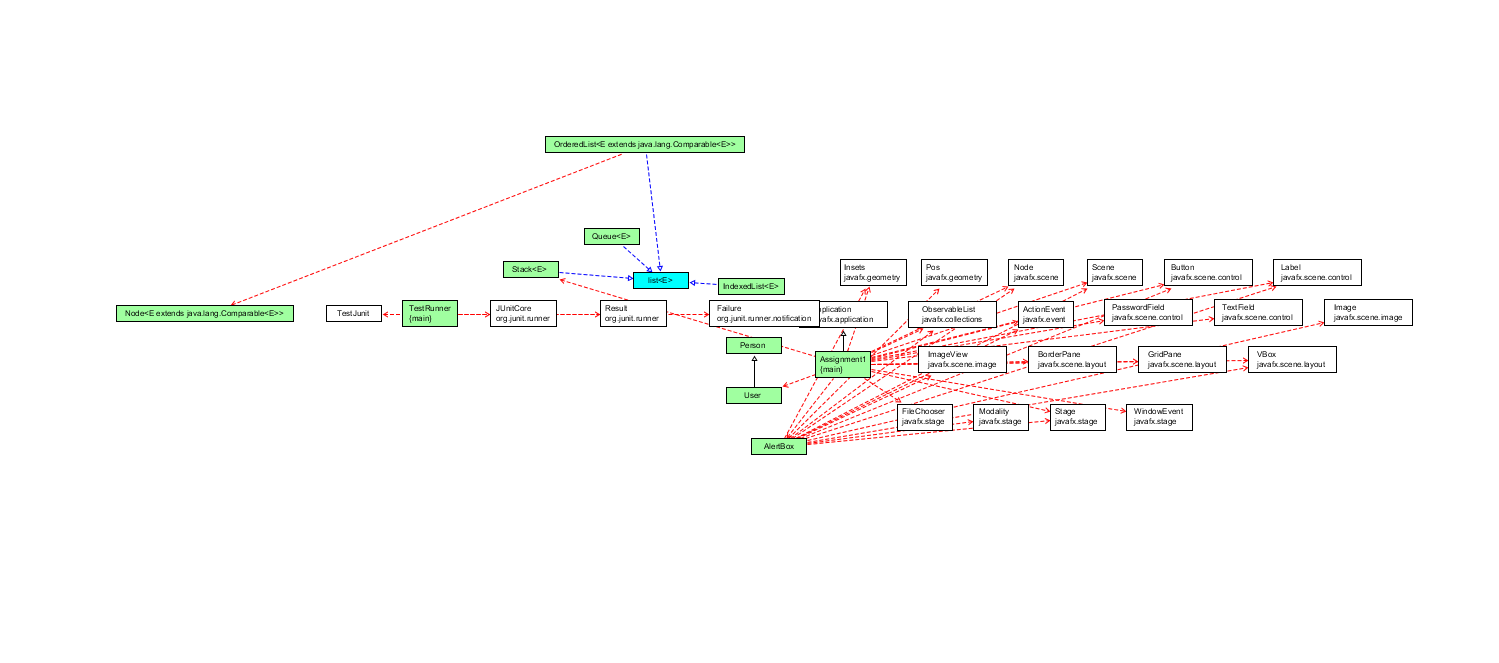 OrderedList<E extends java.lang.Comparable<E>>
Queue<E>
Stack<E>
list<E>
IndexedList<E>
Insets
javafx.geometry
Pos
javafx.geometry
Node
javafx.scene
Scene
javafx.scene
Button
javafx.scene.control
Label
javafx.scene.control
Node<E extends java.lang.Comparable<E>>
TestJunit
TestRunner
{main}
JUnitCore
org.junit.runner
Result
org.junit.runner
Failure
org.junit.runner.notification
plication
vafx.application
ObservableList
javafx.collections
ActionEvent
javafx.event
PasswordField
javafx.scene.control
TextField
javafx.scene.control
Image
javafx.scene.image
Person
Assignment1
{main}
ImageView
javafx.scene.image
BorderPane
javafx.scene.layout
GridPane
javafx.scene.layout
VBox
javafx.scene.layout
User
FileChooser
javafx.stage
Modality
javafx.stage
Stage
javafx.stage
WindowEvent
javafx.stage
AlertBox